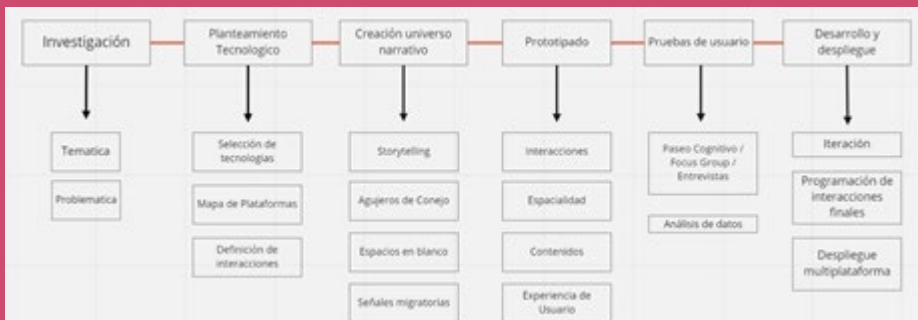 Investigación
Planteamiento
Tecnologico
Creación universo
narrativo
Prototipado
Pruebas de usuario
Desarrollo y
despliegue
Tematica
Problematica
Selección de
tecnologías
Mapa de Plataformas
Definición de
interacciones
Storytelling
Agujeros de Conejo
Espacios en blanco
Señales migratorias
Interacciones
Espacialidad
Contenidos
Experiencia de
Usuario
Paseo Cognitivo /
Focus Group /
Entrevistas
Análisis de datos
Iteración
Programación de
interacciones
finales
Despliegue
multiplataforma